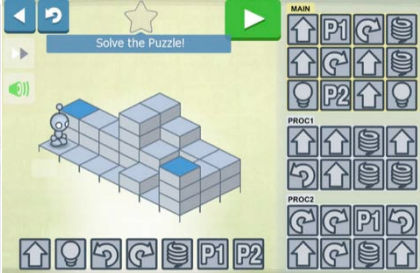 MAIN
Solve the Puzzle!
P1
P2
PROC1
PROC2
P1
P1 P2